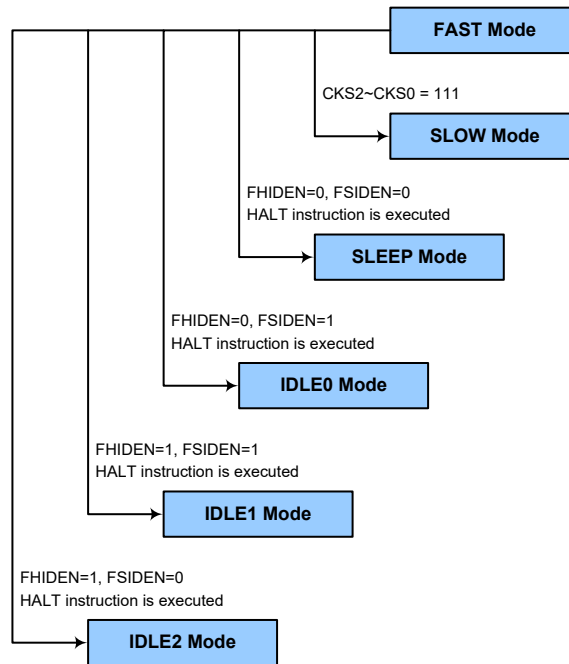 FAST Mode
CKS2~CKS0 = 111
SLOW Mode
FHIDEN=0, FSIDEN=0
HALT instruction is executed
SLEEP Mode
FHIDEN=0, FSIDEN=1
HALT instruction is executed
IDLE0 Mode
FHIDEN=1, FSIDEN=1
HALT instruction is executed
IDLE1 Mode
FHIDEN=1, FSIDEN=0
HALT instruction is executed
IDLE2 Mode